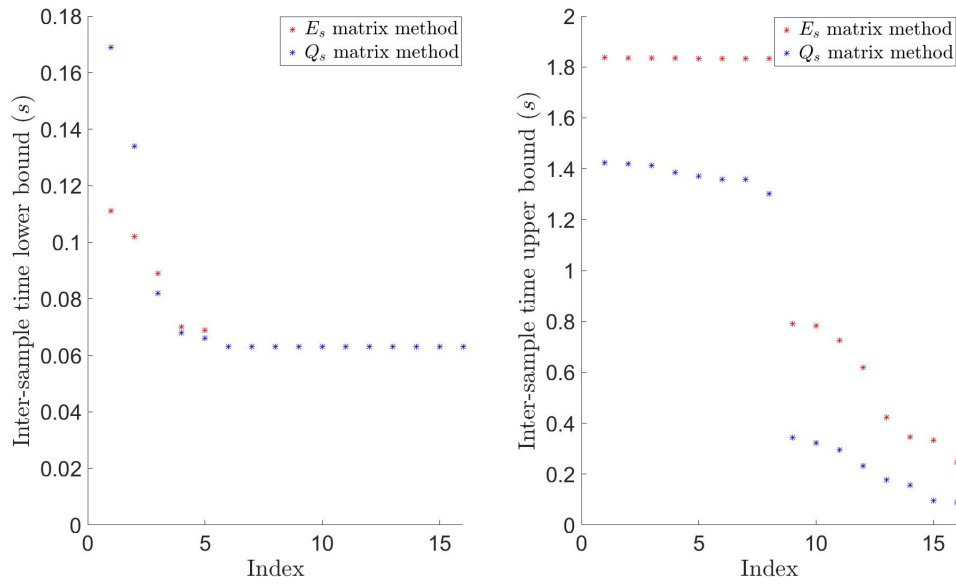 0.18
0.16
0.14
0.12
0.1
0.08
0.06
0.04
0.02
0
Inter-sample time lower bound (s)
E_s matrix method
Q_s matrix method
0 5 10 15
Index
2
1.8
1.6
1.4
1.2
1
0.8
0.6
0.4
0.2
0
Inter-sample time upper bound (s)
E_s matrix method
Q_s matrix method
0 5 10 15
Index